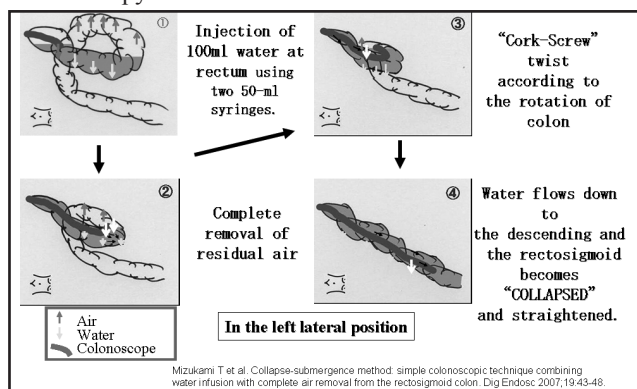 ①
Injection of
100ml water at
rectum using
two 50-ml
syringes.
③
“Cork-Screw”
twist
according to
the rotation of
colon
②
Complete
removal of
residual air
④
Water flows down
to
the descending and
the rectosigmoid
becomes
“COLLAPSED”
and straightened.
Air
Water
Colonoscope
In the left lateral position
Mizukami T et al. Collapse-submergence method: simple colonoscopic technique combining
water infusion with complete air removal from the rectosigmoid colon. Dig Endosc 2007;19:43-48.